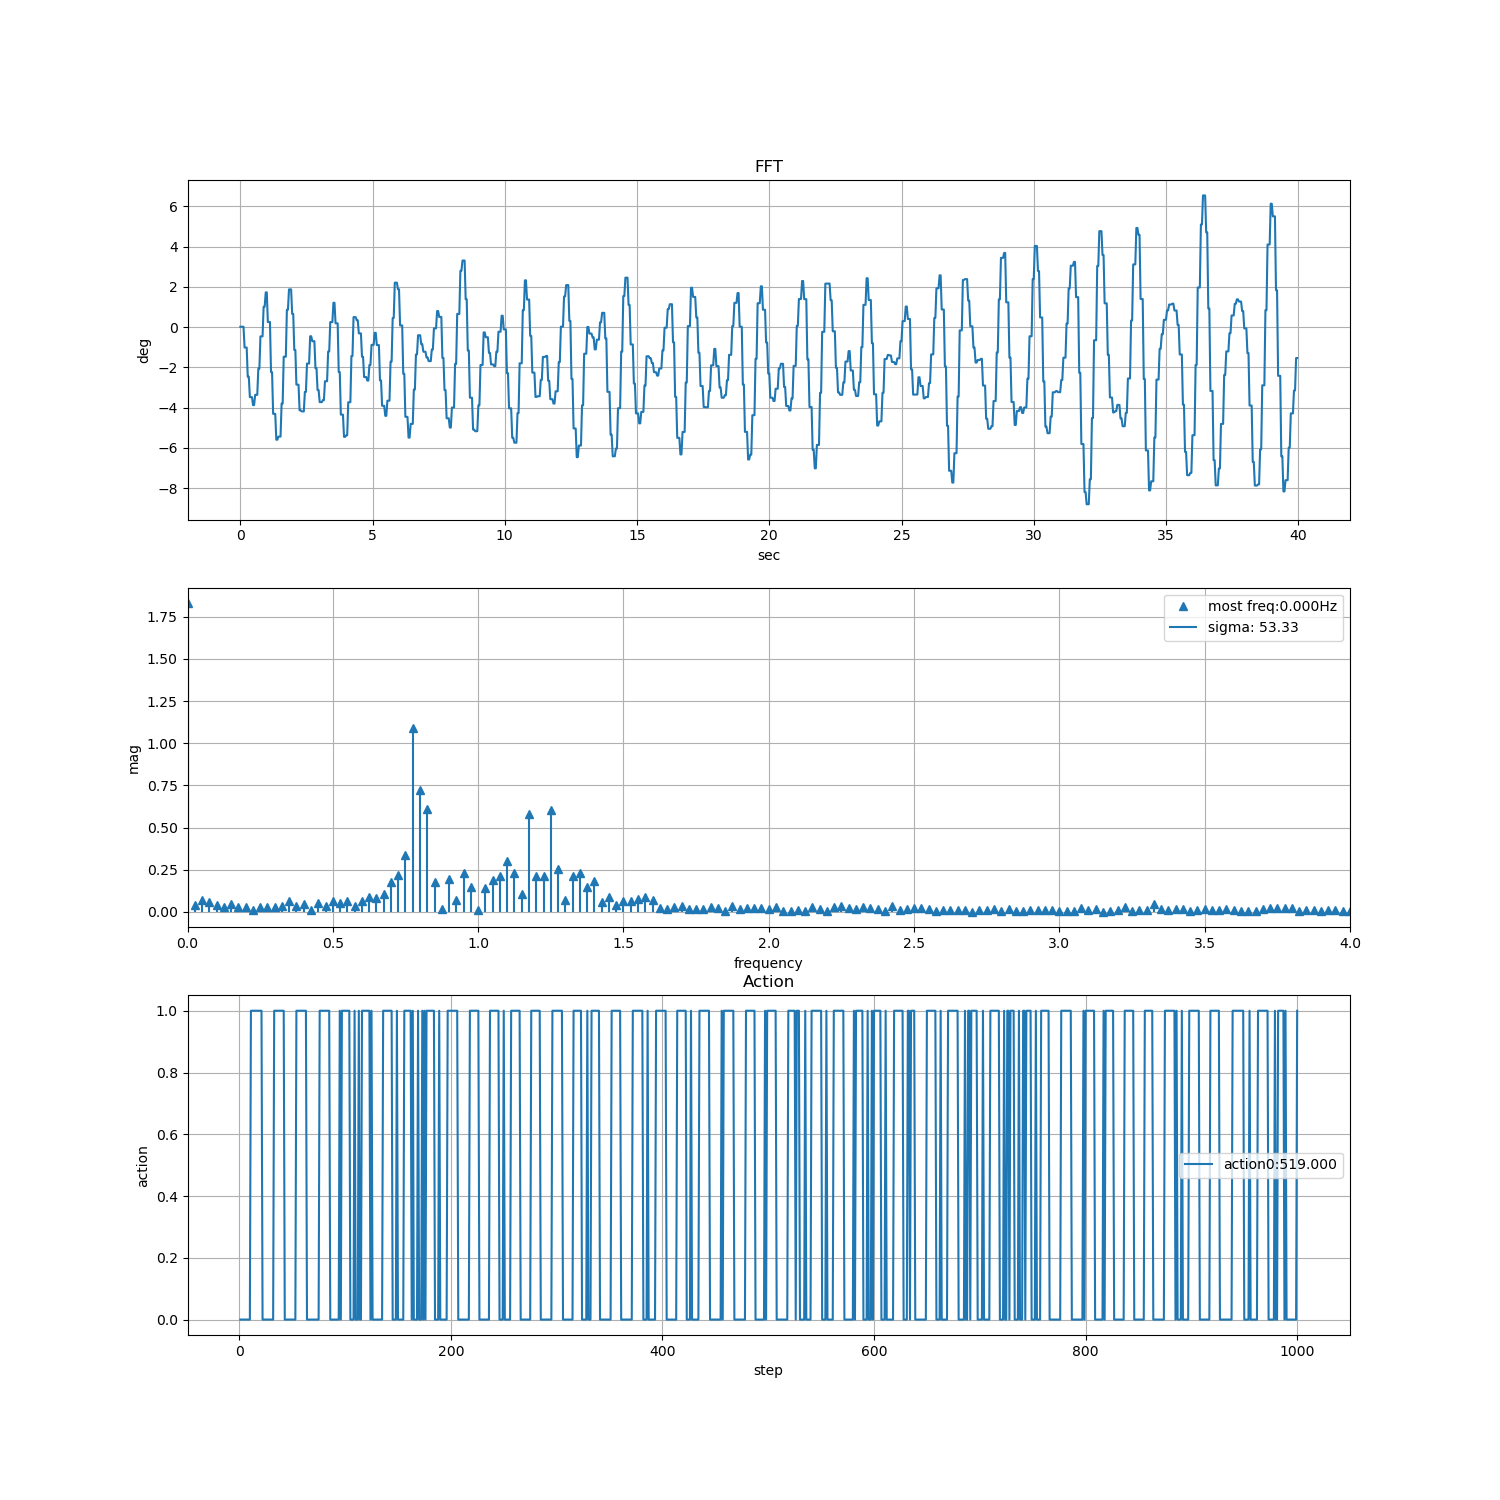 FFT
6
4
2
0
−2
−4
−6
−8
deg
0 5 10 15 20 25 30 35 40
sec
most freq:0.000Hz
sigma: 53.33
1.75
1.50
1.25
1.00
0.75
0.50
0.25
0.00
mag
0.0 0.5 1.0 1.5 2.0 2.5 3.0 3.5 4.0
frequency
Action
1.0
0.8
0.6
0.4
0.2
0.0
action
action0:519.000
0 200 400 600 800 1000
step